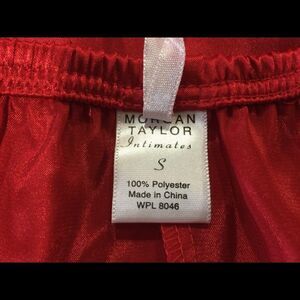 MORGAN
TAYLOR
Intimates
S
100% Polyester
Made in China
WPL 8046